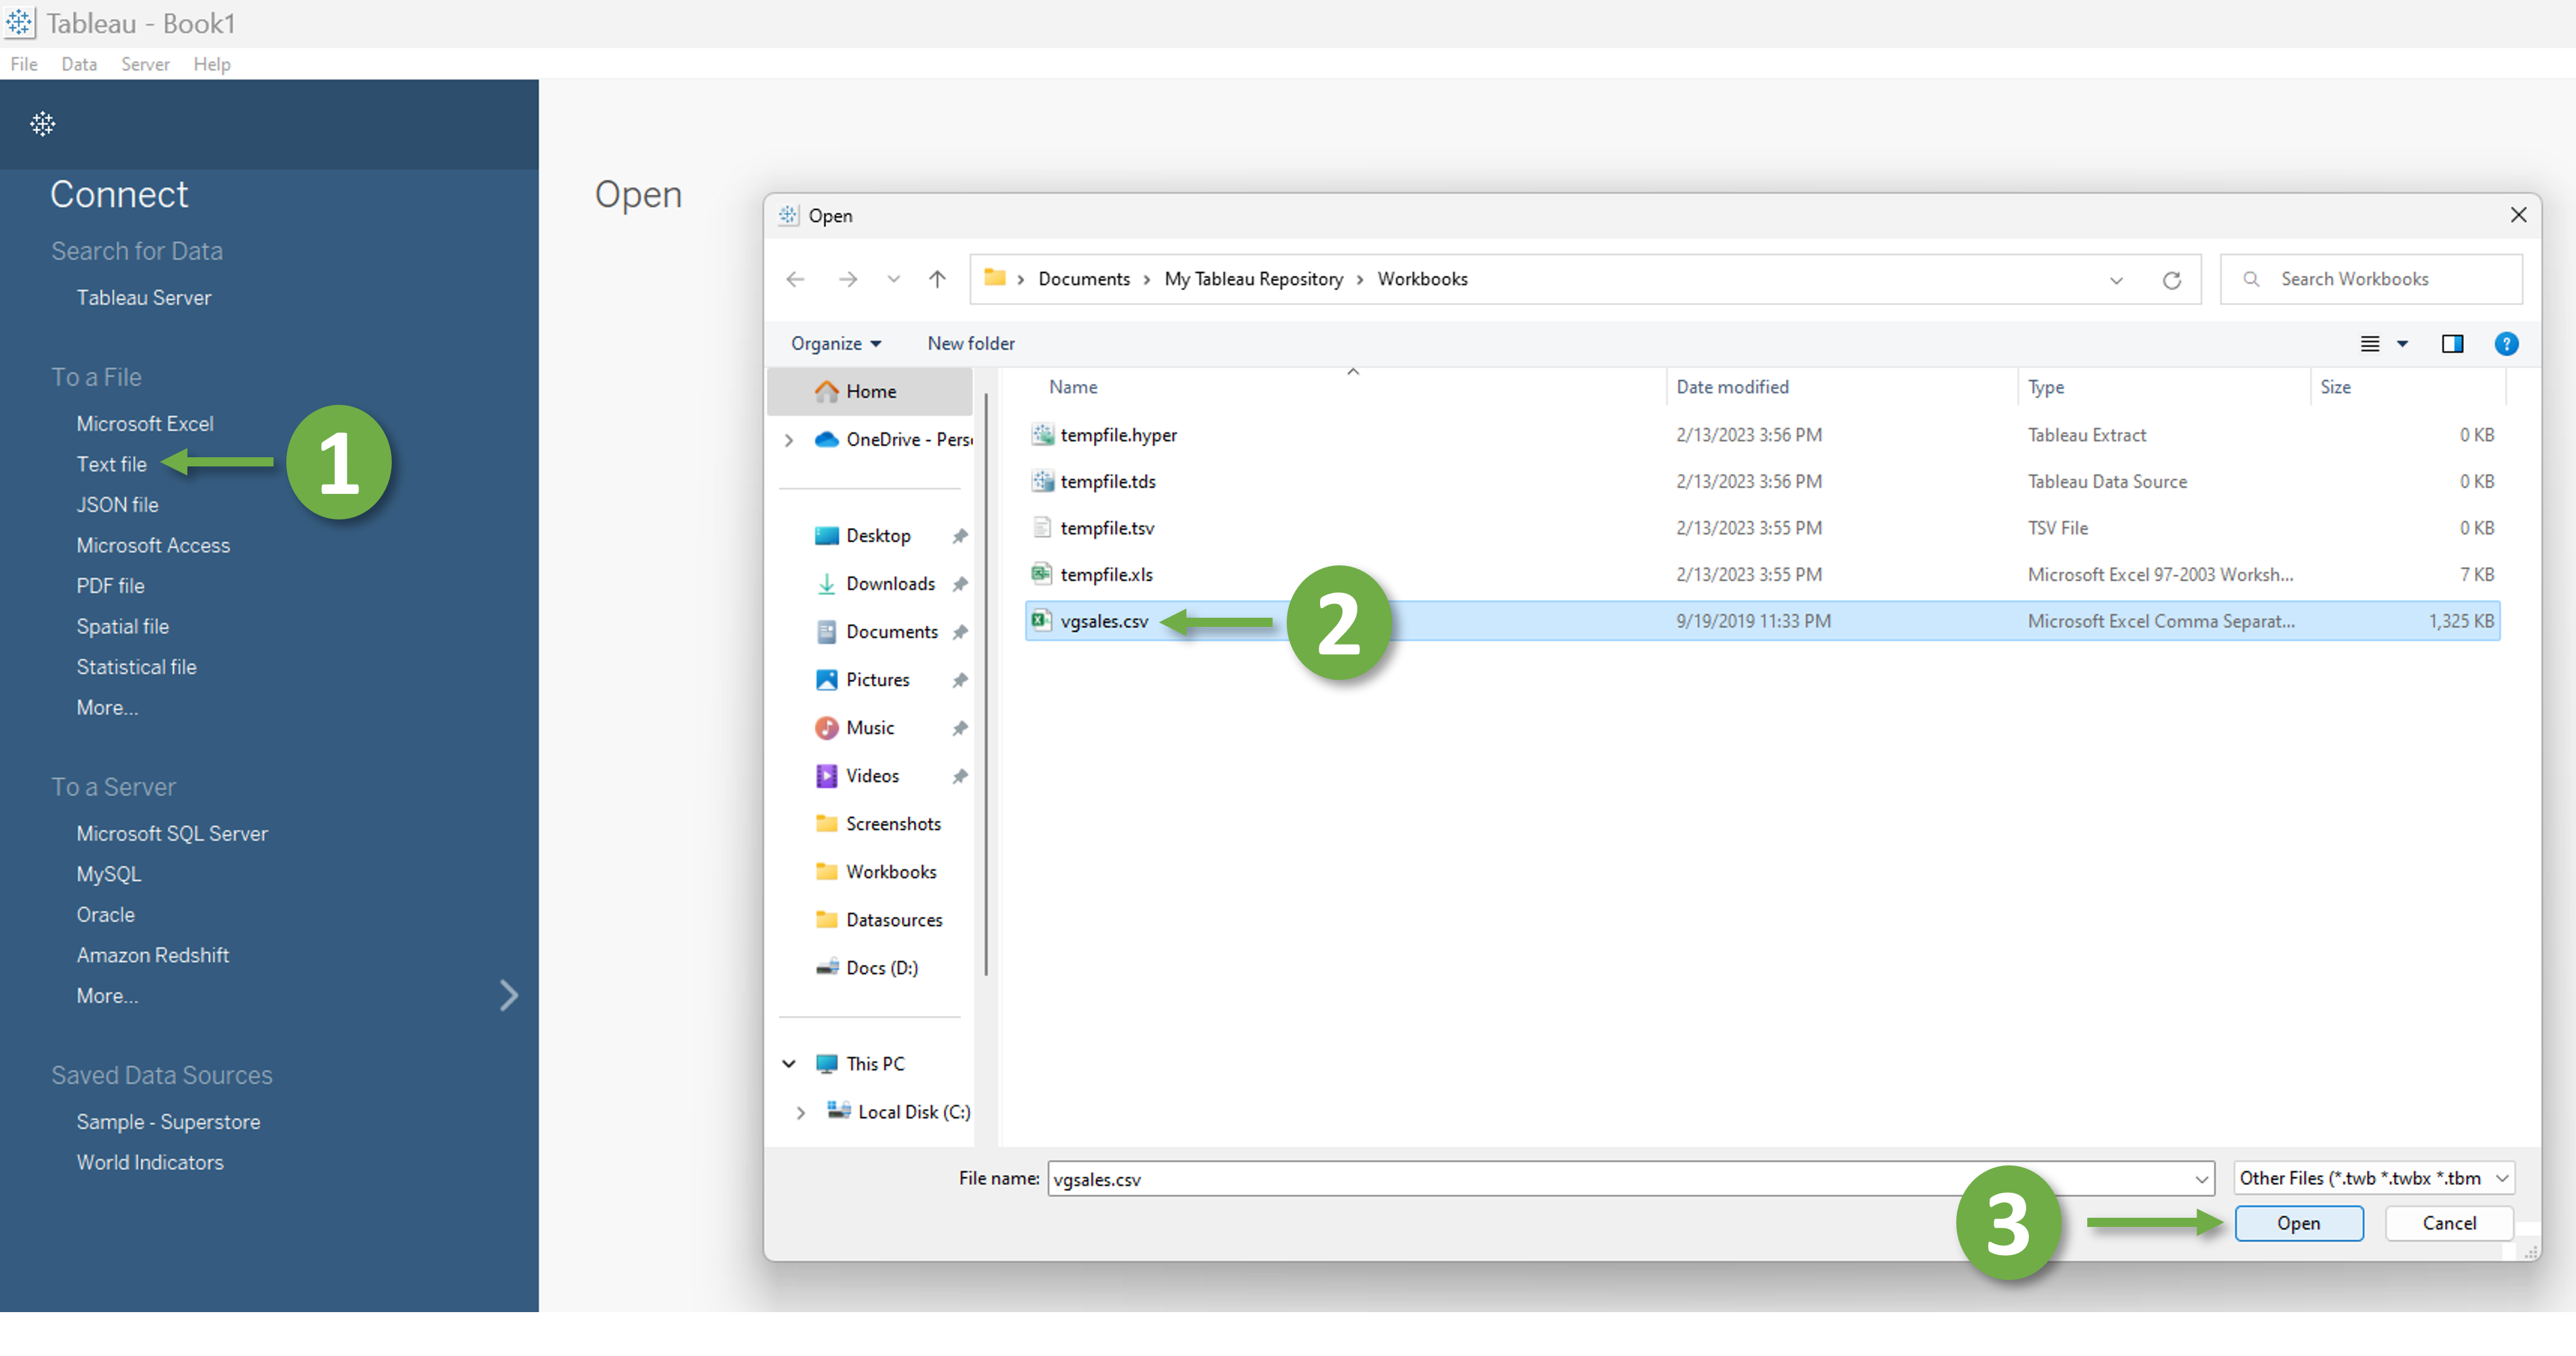 Tableau - Book1
File Data Server Help
Connect
Search for Data
Tableau Server
To a File
Microsoft Excel
Text file
1
JSON file
Microsoft Access
PDF file
Spatial file
Statistical file
More...
To a Server
Microsoft SQL Server
MySQL
Oracle
Amazon Redshift
More...
Saved Data Sources
Sample - Superstore
World Indicators
Open
Open
Documents > My Tableau Repository > Workbooks
Search Workbooks
Organize New folder
?
Home
OneDrive - Pers
Desktop
Downloads
Documents
Pictures
Music
Videos
Screenshots
Workbooks
Datasources
Docs (D:)
This PC
Local Disk (C:)
Name Date modified Type Size
tempfile.hyper 2/13/2023 3:56 PM Tableau Extract 0 KB
tempfile.tds 2/13/2023 3:56 PM Tableau Data Source 0 KB
tempfile.tsv 2/13/2023 3:55 PM TSV File 0 KB
tempfile.xls 2/13/2023 3:55 PM Microsoft Excel 97-2003 Worksh... 7 KB
vgsales.csv 2 9/19/2019 11:33 PM Microsoft Excel Comma Separat... 1,325 KB
File name: vgsales.csv Other Files (*.twb *.twbx *.tbm
3 Open Cancel